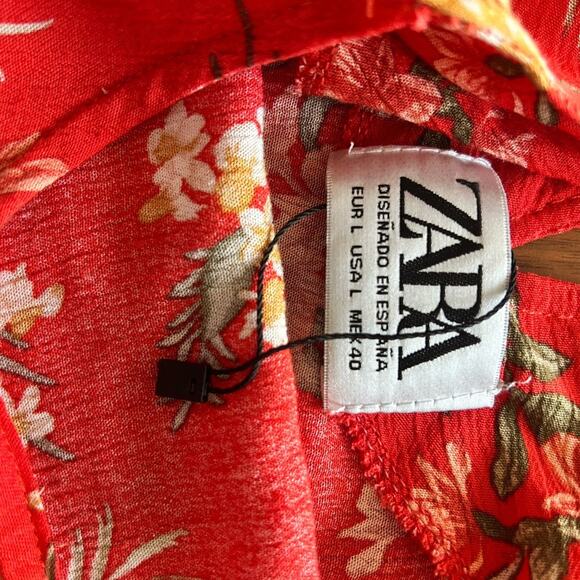 ZARA
DISEÑADO EN ESPAÑA
EUR L USA L MEX 40